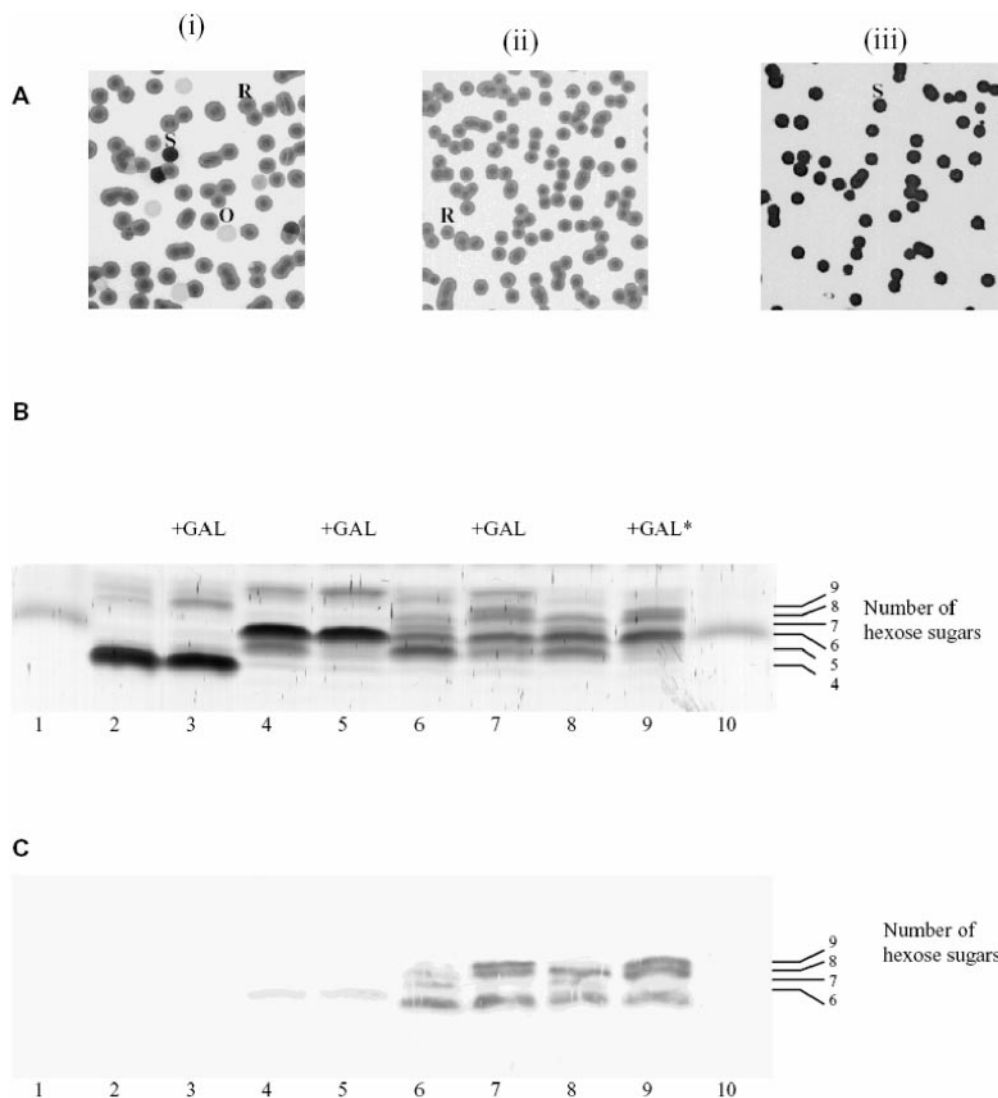 (i) (ii) (iii)
A
R
S
O
R
S
B
+GAL +GAL +GAL +GAL*
9
8
7
6
5
4
Number of
hexose sugars
1 2 3 4 5 6 7 8 9 10
C
9
8
7
6
Number of
hexose sugars
1 2 3 4 5 6 7 8 9 10